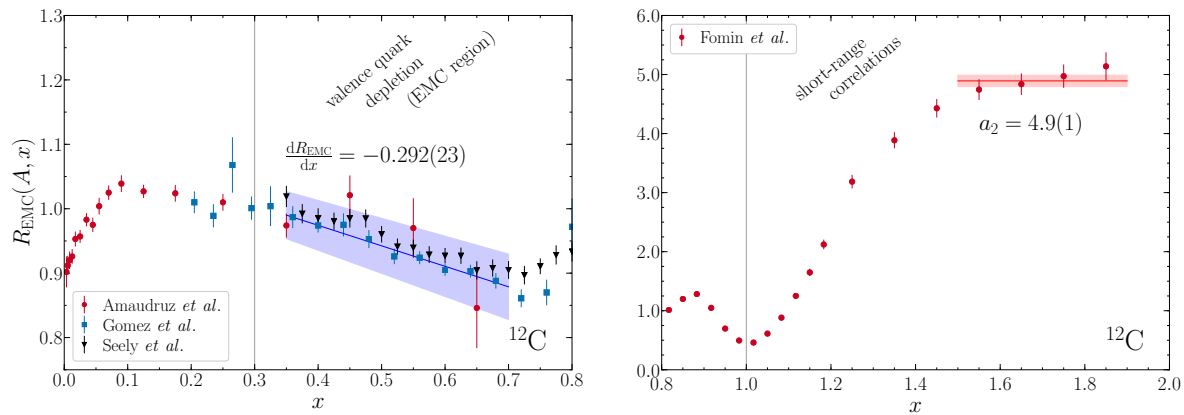 1.3
1.2
1.1
1.0
0.9
0.8
R_EMC(A, x)
valence quark
depletion
(EMC region)
dR_EMC/dx = −0.292(23)
Amaudruz et al.
Gomez et al.
Seely et al.
¹²C
0.0 0.1 0.2 0.3 0.4 0.5 0.6 0.7 0.8
x
6.0
5.0
4.0
3.0
2.0
1.0
0.0
Fomin et al.
short-range
correlations
a₂ = 4.9(1)
¹²C
0.8 1.0 1.2 1.4 1.6 1.8 2.0
x